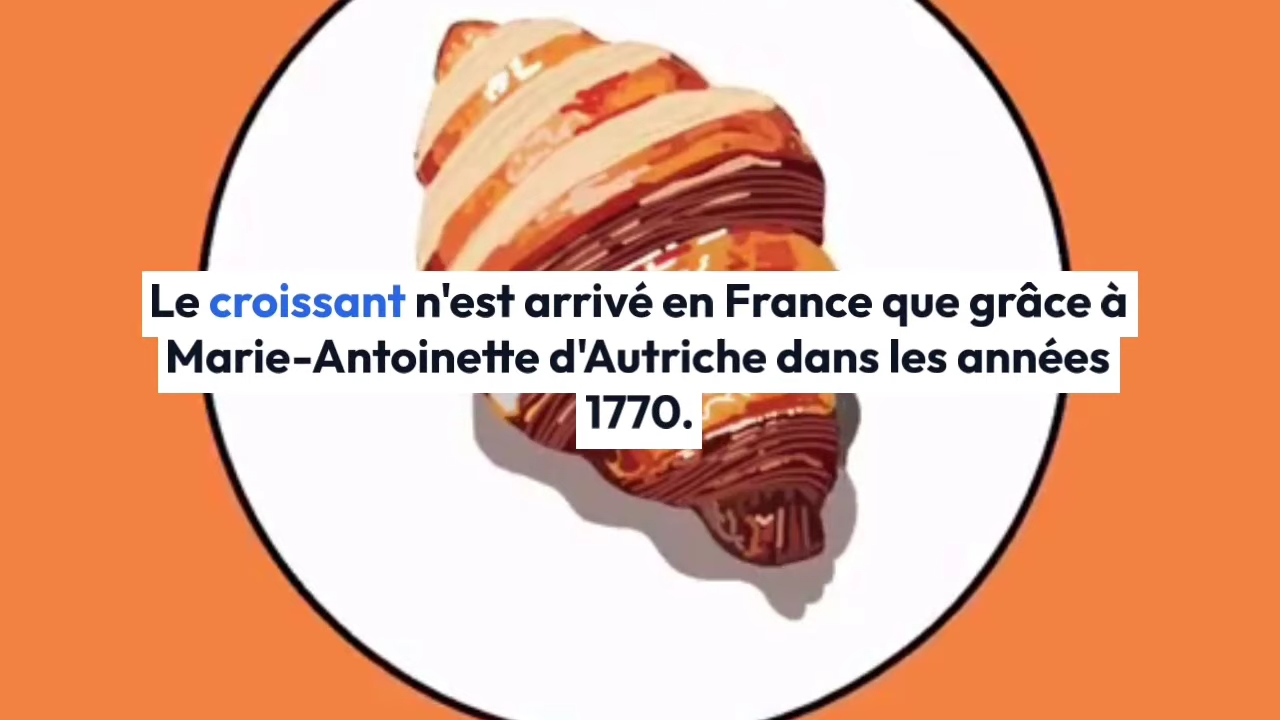 Le croissant n'est arrivé en France que grâce à
Marie-Antoinette d'Autriche dans les années
1770.